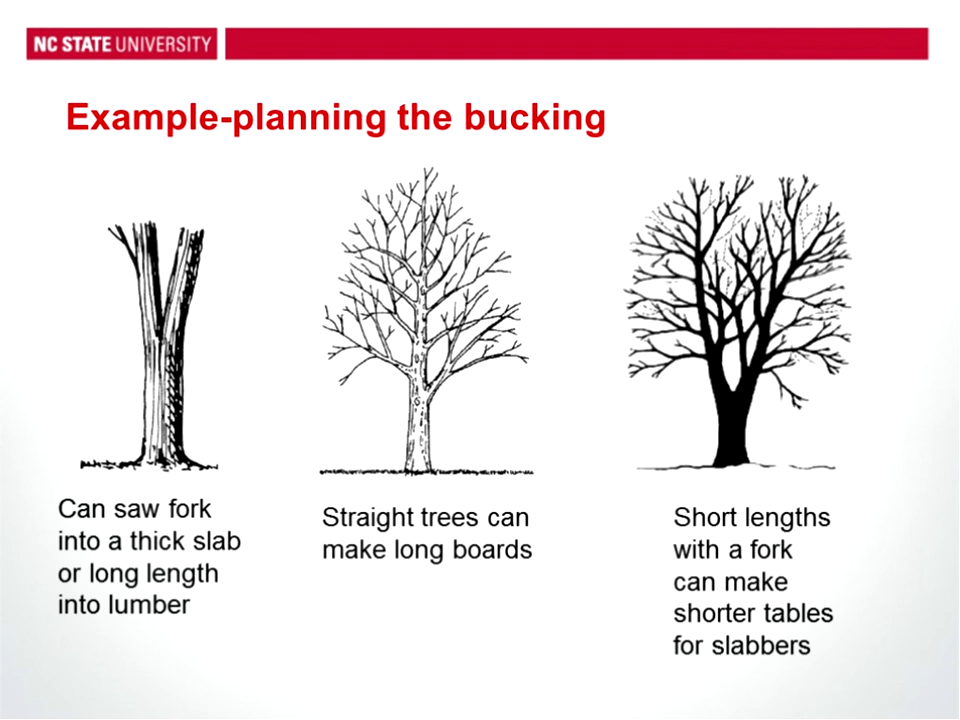 NC STATE UNIVERSITY
Example-planning the bucking
Can saw fork
into a thick slab
or long length
into lumber
Straight trees can
make long boards
Short lengths
with a fork
can make
shorter tables
for slabbers